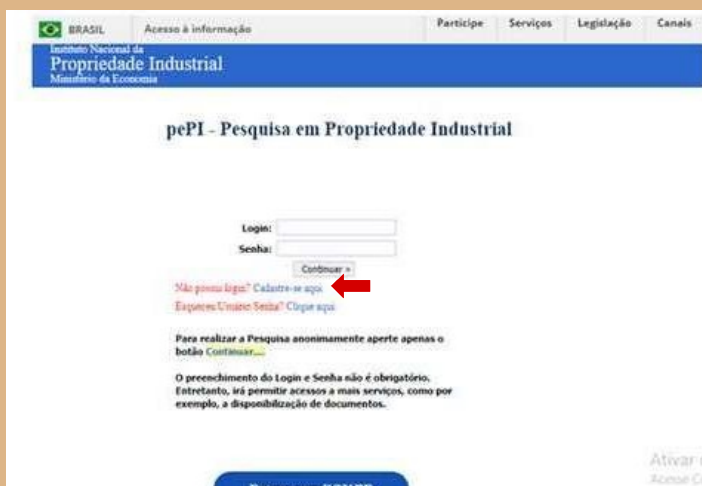 BRASIL Acesso à informação Participe Serviços Legislação Canais
Instituto Nacional da
Propriedade Industrial
Ministério da Economia
pePI - Pesquisa em Propriedade Industrial
Login:
Senha:
Continuar »
Não possui login? Cadastre-se aqui
Esqueceu Usuário/Senha? Clique aqui
Para realizar a Pesquisa anonimamente aperte apenas o
botão Continuar....
O preenchimento do Login e Senha não é obrigatório.
Entretanto, irá permitir acessos a mais serviços, como por
exemplo, a disponibilização de documentos.
Ativar
Acesse